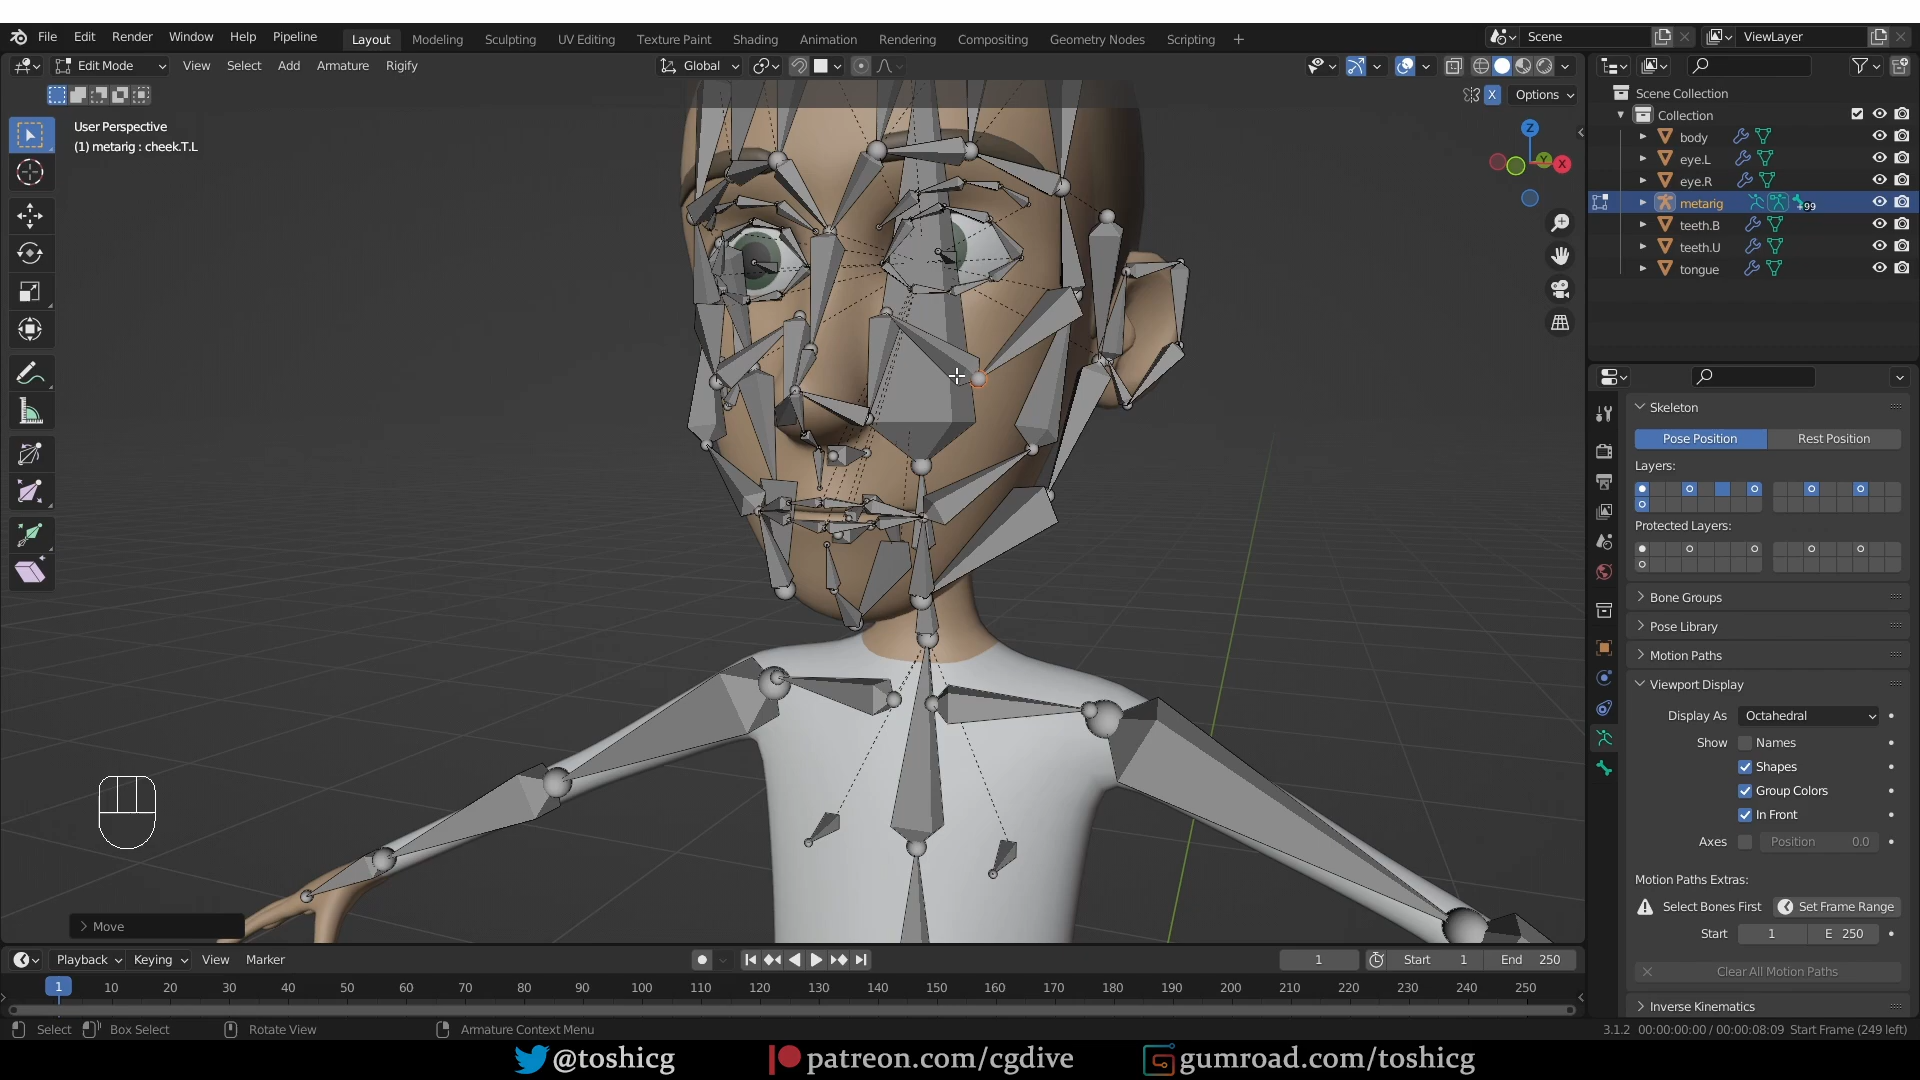 File Edit Render Window Help Pipeline Layout Modeling Sculpting UV Editing Texture Paint Shading Animation Rendering Compositing Geometry Nodes Scripting + Scene ViewLayer
Edit Mode View Select Add Armature Rigify Global
X Options
Scene Collection
Collection
User Perspective
(1) metarig : cheek.T.L
Z
Y
X
body
eye.L
eye.R
metarig +99
teeth.B
teeth.U
tongue
Skeleton
Pose Position Rest Position
Layers:
Protected Layers:
Bone Groups
Pose Library
Motion Paths
Viewport Display
Display As Octahedral
Show Names
Shapes
Group Colors
In Front
Axes Position 0.0
Motion Paths Extras:
Select Bones First Set Frame Range
Start 1 E 250
Clear All Motion Paths
Inverse Kinematics
Move
Playback Keying View Marker 1 Start 1 End 250
1 10 20 30 40 50 60 70 80 90 100 110 120 130 140 150 160 170 180 190 200 210 220 230 240 250
Select Box Select Rotate View Armature Context Menu 3.1.2 00:00:00:00 / 00:00:08:09 Start Frame (249 left)
@toshicg patreon.com/cgdive gumroad.com/toshicg